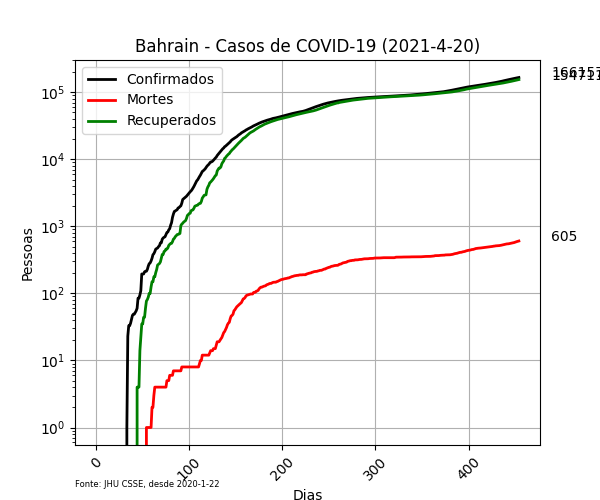 Bahrain - Casos de COVID-19 (2021-4-20)
Confirmados
Mortes
Recuperados
605
Pessoas
10^5
10^4
10^3
10^2
10^1
10^0
0
100
200
300
400
Dias
Fonte: JHU CSSE, desde 2020-1-22